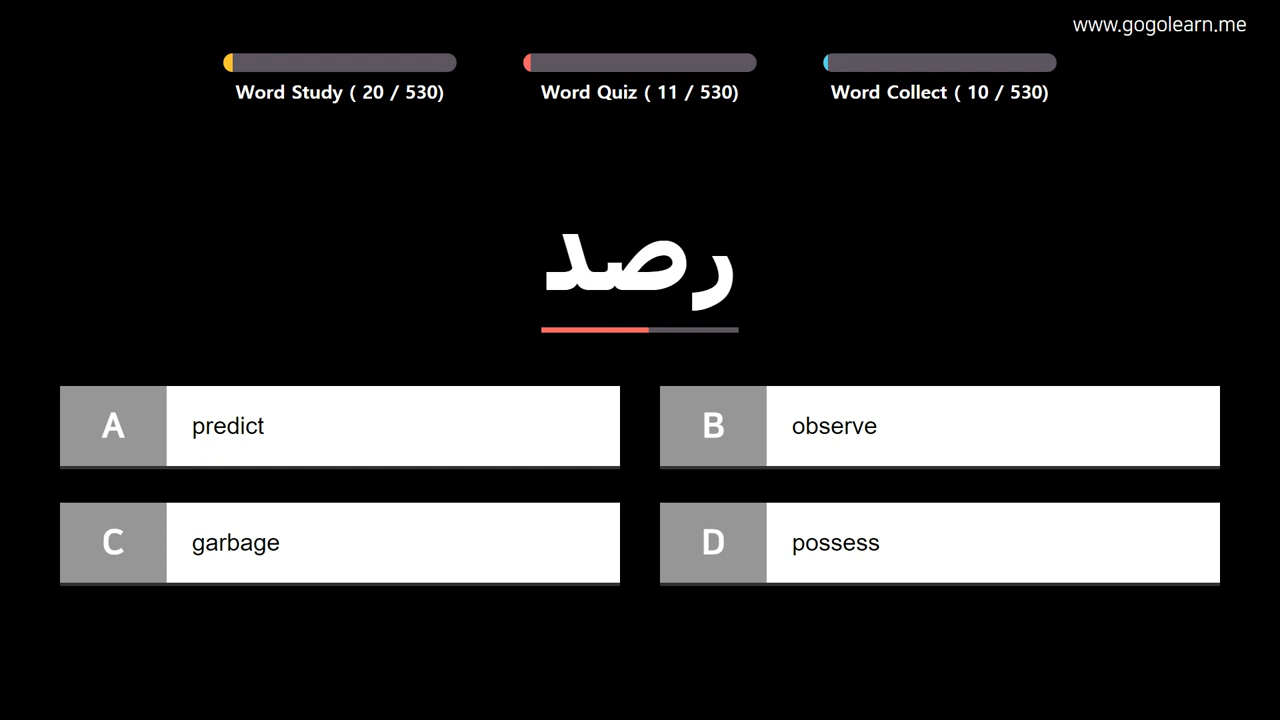 www.gogolearn.me
Word Study ( 20 / 530)
Word Quiz ( 11 / 530)
Word Collect ( 10 / 530)
رصد
A predict
B observe
C garbage
D possess